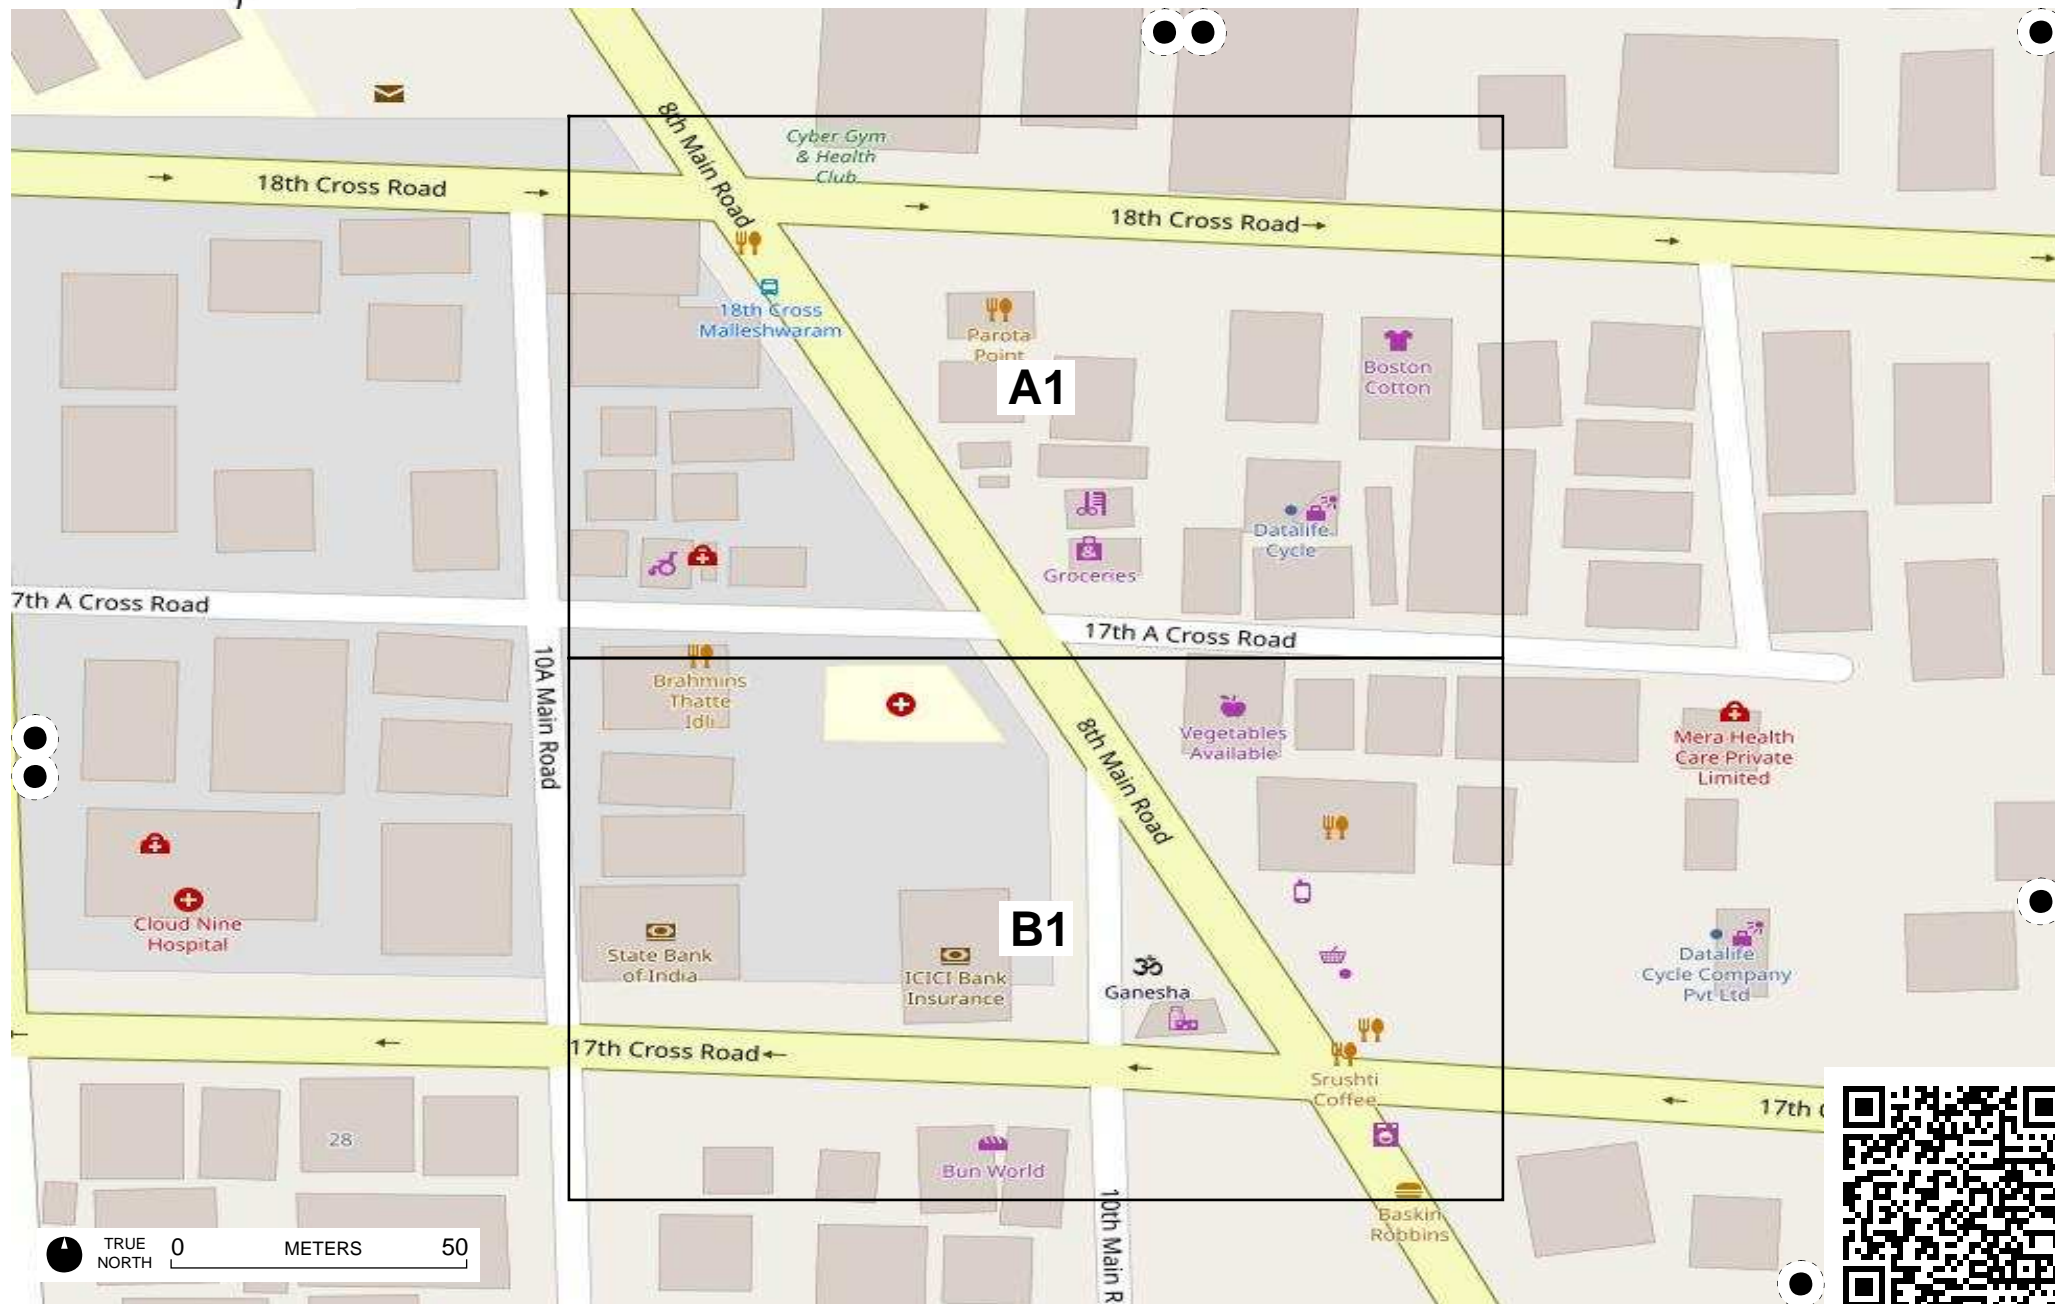 8th Main Road
Cyber Gym
& Health
Club
18th Cross Road
18th Cross Road
18th Cross
Malleshwaram
Parota
Point
A1
Boston
Cotton
Datalife
Cycle
Groceries
7th A Cross Road
17th A Cross Road
10A Main Road
Brahmins
Thatte
Idli
8th Main Road
Vegetables
Available
Mera Health
Care Private
Limited
Cloud Nine
Hospital
State Bank
of India
ICICI Bank
Insurance
B1
ॐ
Ganesha
Datalife
Cycle Company
Pvt Ltd
17th Cross Road
Srushti
Coffee
17th
28
Bun World
10th Main R
Baskin
Robbins
TRUE
NORTH
0 METERS 50